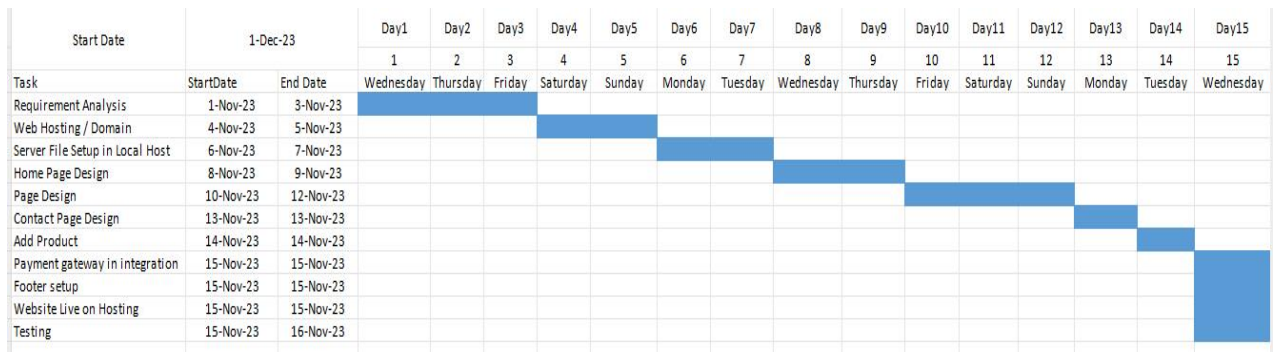 Start Date 1-Dec-23 Day1 Day2 Day3 Day4 Day5 Day6 Day7 Day8 Day9 Day10 Day11 Day12 Day13 Day14 Day15
1 2 3 4 5 6 7 8 9 10 11 12 13 14 15
Task StartDate End Date Wednesday Thursday Friday Saturday Sunday Monday Tuesday Wednesday Thursday Friday Saturday Sunday Monday Tuesday Wednesday
Requirement Analysis 1-Nov-23 3-Nov-23
Web Hosting / Domain 4-Nov-23 5-Nov-23
Server File Setup in Local Host 6-Nov-23 7-Nov-23
Home Page Design 8-Nov-23 9-Nov-23
Page Design 10-Nov-23 12-Nov-23
Contact Page Design 13-Nov-23 13-Nov-23
Add Product 14-Nov-23 14-Nov-23
Payment gateway in integration 15-Nov-23 15-Nov-23
Footer setup 15-Nov-23 15-Nov-23
Website Live on Hosting 15-Nov-23 15-Nov-23
Testing 15-Nov-23 16-Nov-23